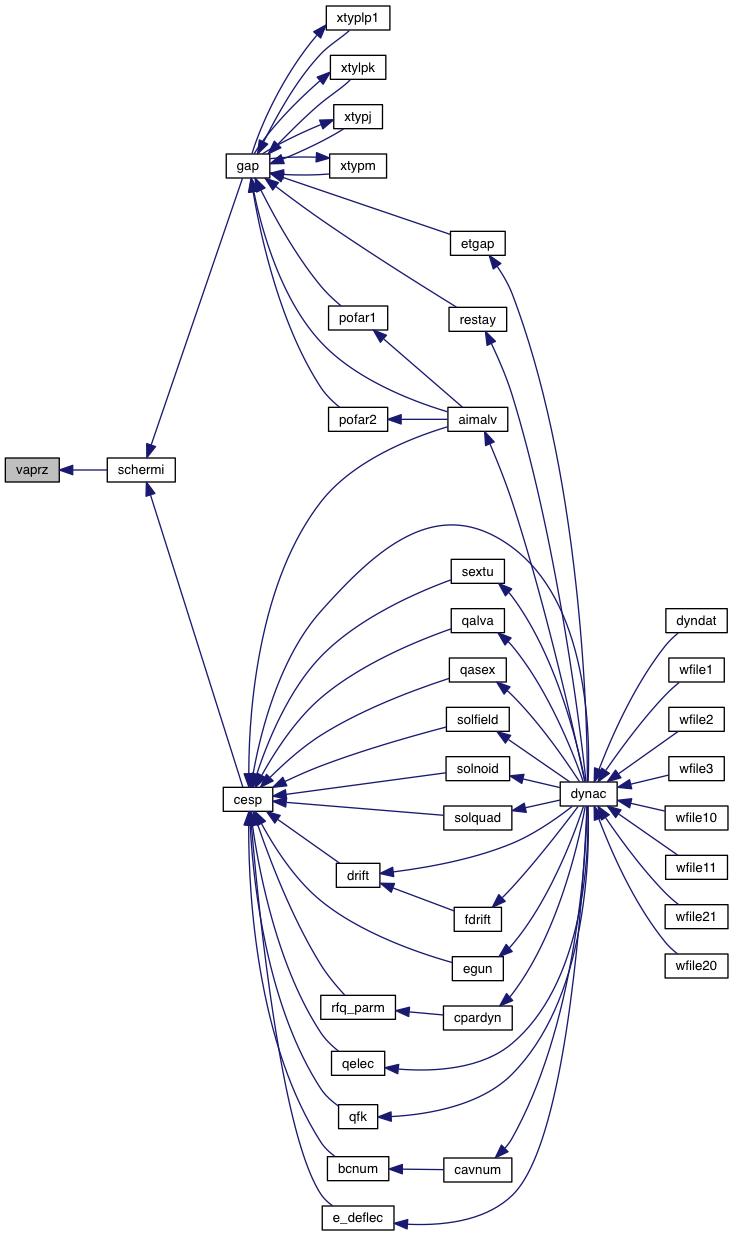 xtyplp1
xtylpk
xtypj
gap
xtypm
etgap
pofar1
restay
pofar2
aimalv
vaprz
schermi
sextu
qalva
dyndat
qasex
wfile1
solfield
wfile2
solnoid
wfile3
cesp
dynac
solquad
wfile10
drift
wfile11
fdrift
wfile21
egun
wfile20
rfq_parm
cpardyn
qelec
qfk
bcnum
cavnum
e_deflec